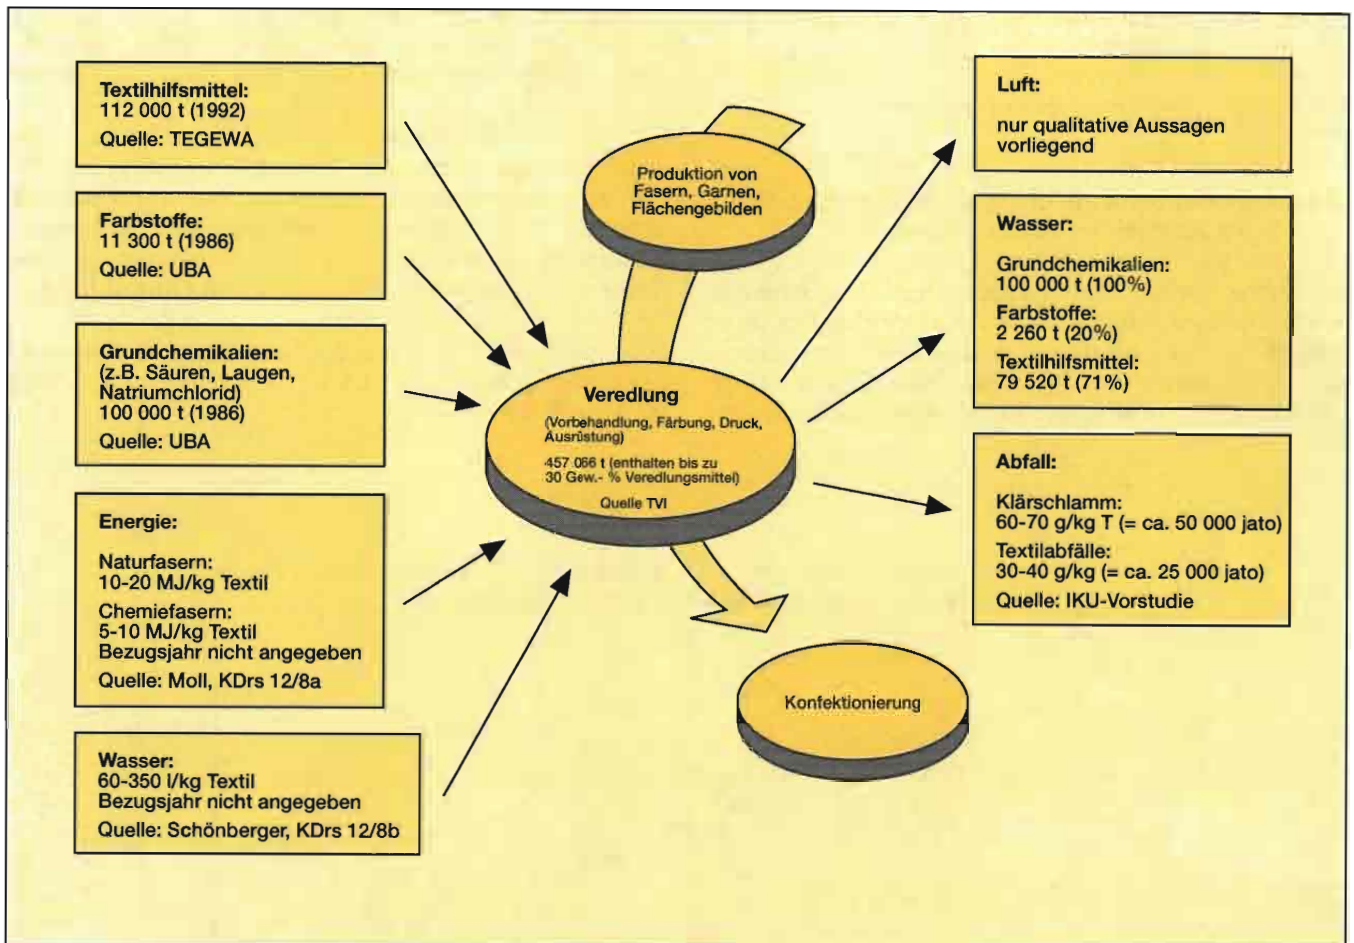 Textilhilfsmittel:
112 000 t (1992)
Quelle: TEGEWA
Farbstoffe:
11 300 t (1986)
Quelle: UBA
Grundchemikalien:
(z.B. Säuren, Laugen,
Natriumchlorid)
100 000 t (1986)
Quelle: UBA
Energie:
Naturfasern:
10-20 MJ/kg Textil
Chemiefasern:
5-10 MJ/kg Textil
Bezugsjahr nicht angegeben
Quelle: Moll, KDrs 12/8a
Wasser:
60-350 l/kg Textil
Bezugsjahr nicht angegeben
Quelle: Schönberger, KDrs 12/8b
Produktion von
Fasern, Garnen,
Flächengebilden
Veredlung
(Vorbehandlung, Färbung, Druck,
Ausrüstung)
457 066 t (enthalten bis zu
30 Gew.- % Veredlungsmittel)
Quelle TVI
Konfektionierung
Luft:
nur qualitative Aussagen
vorliegend
Wasser:
Grundchemikalien:
100 000 t (100%)
Farbstoffe:
2 260 t (20%)
Textilhilfsmittel:
79 520 t (71%)
Abfall:
Klärschlamm:
60-70 g/kg T (= ca. 50 000 jato)
Textilabfälle:
30-40 g/kg (= ca. 25 000 jato)
Quelle: IKU-Vorstudie